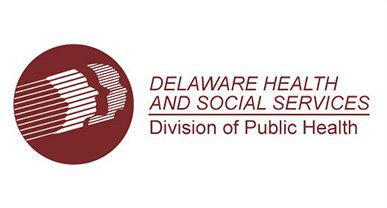 DELAWARE HEALTH
AND SOCIAL SERVICES
Division of Public Health